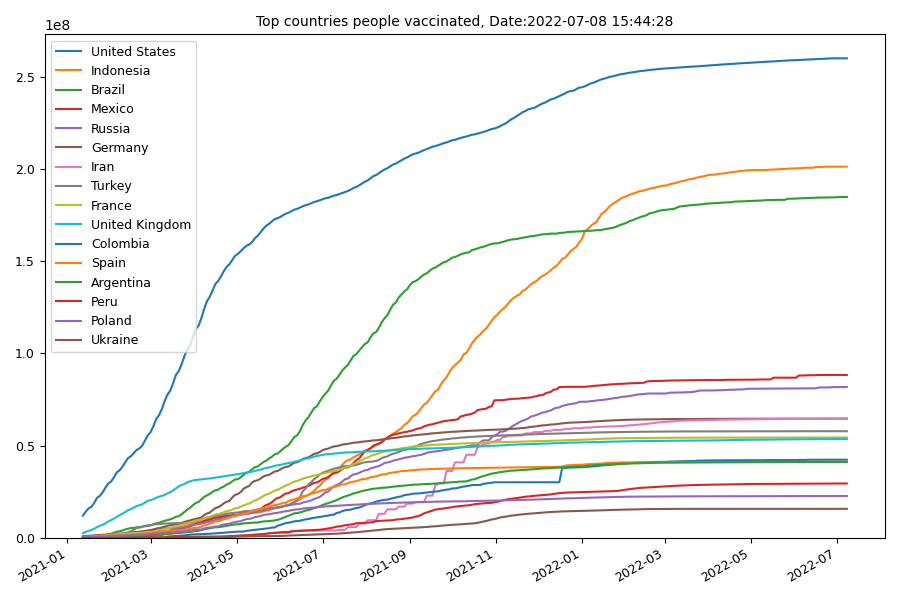 Top countries people vaccinated, Date:2022-07-08 15:44:28
1e8
United States
Indonesia
Brazil
Mexico
Russia
Germany
Iran
Turkey
France
United Kingdom
Colombia
Spain
Argentina
Peru
Poland
Ukraine
2.5
2.0
1.5
1.0
0.5
0.0
2021-01
2021-03
2021-05
2021-07
2021-09
2021-11
2022-01
2022-03
2022-05
2022-07